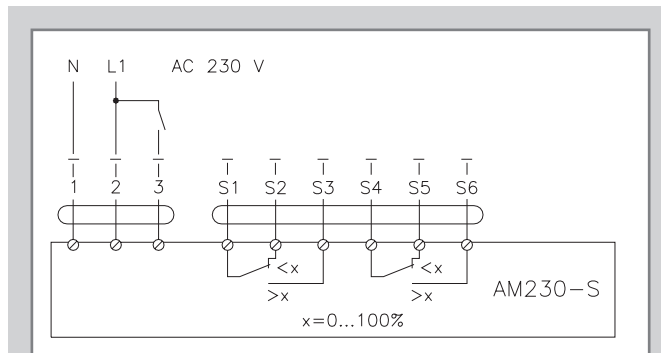 N L1 AC 230 V
1 2 3 S1 S2 S3 S4 S5 S6
<x <x
>x >x
AM230-S
x=0...100%